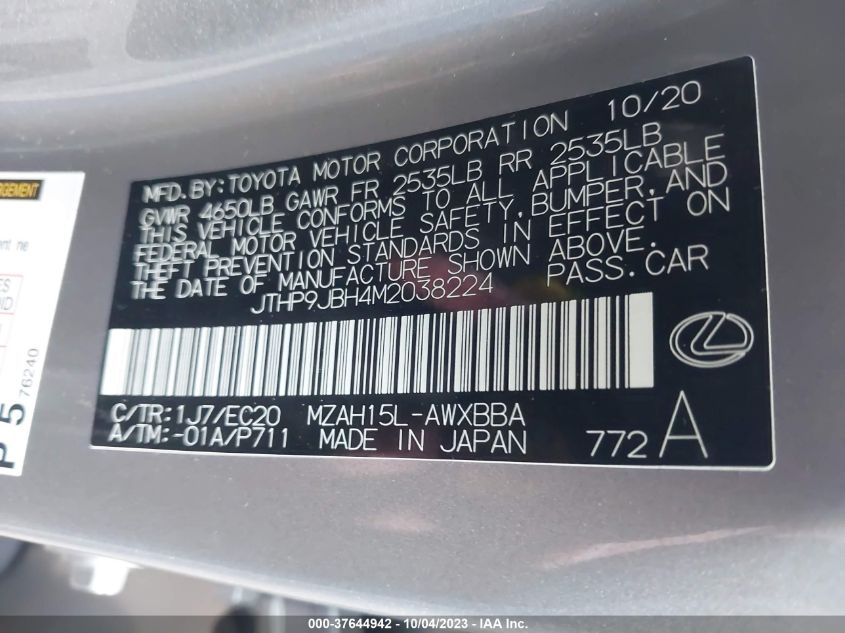 MFD. BY: TOYOTA MOTOR CORPORATION 10/20
GVWR 4650LB GAWR FR 2535LB RR 2535LB
THIS VEHICLE CONFORMS TO ALL APPLICABLE
FEDERAL MOTOR VEHICLE SAFETY, BUMPER, AND
THEFT PREVENTION STANDARDS IN EFFECT ON
THE DATE OF MANUFACTURE SHOWN ABOVE.
JTHP9JBH4M2038224 PASS.CAR
C/TR: 1J7/EC20 MZAH15L-AWXBBA
A/TM: -01A/P711 MADE IN JAPAN 772 A
P 5 76240
000-37644942 - 10/04/2023 - © IAA, Inc.